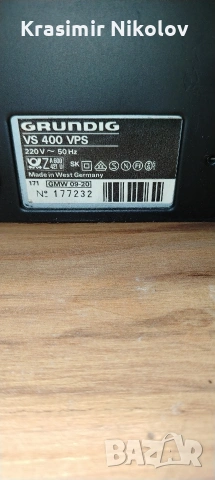 Krasimir Nikolov
GRUNDIG
VS 400 VPS
220 V ~ 50 Hz
SK
Made in West Germany
171 GMW 09-20
No 177232
BAZAR